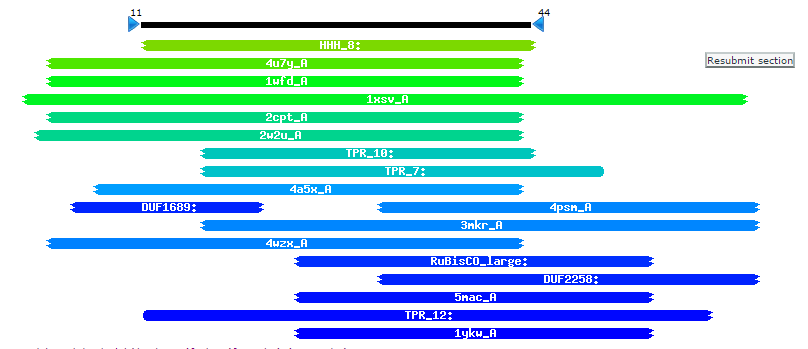 11 44
HHH_8:
Resubmit section
4u7y_A
1wfd_A
1xsv_A
2cpt_A
2w2u_A
TPR_10:
TPR_7:
4a5x_A
DUF1689: 4psm_A
3mkr_A
4wzx_A
RuBisCO_large:
DUF2258:
5mac_A
TPR_12:
1ykw_A